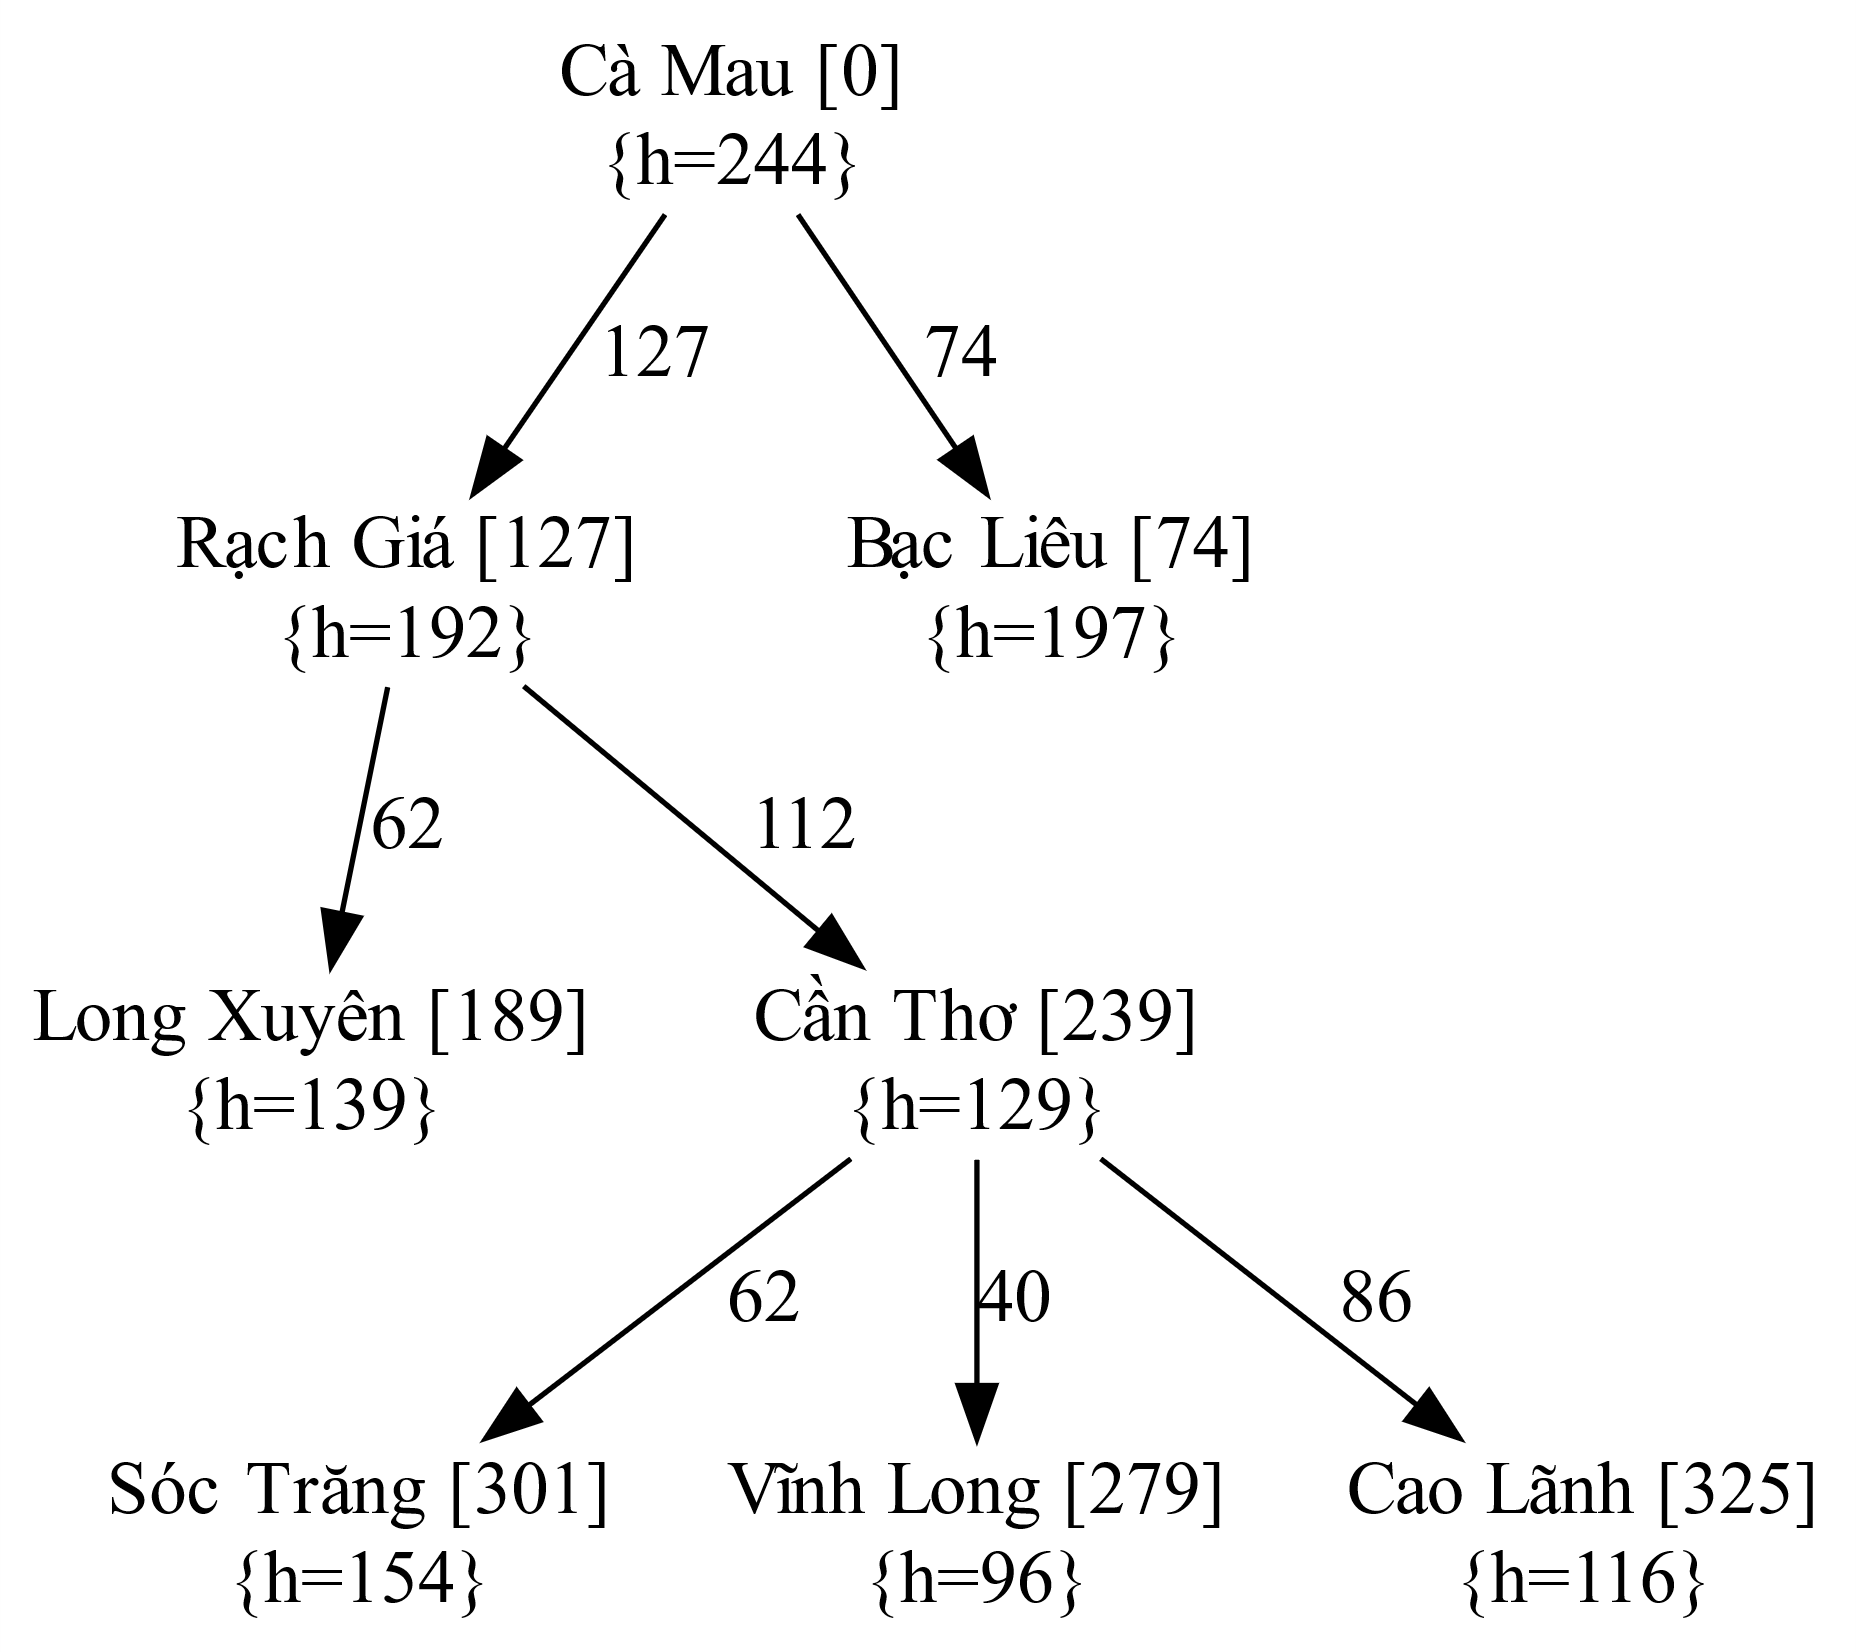 Cà Mau [0]
{h=244}
127
74
Rạch Giá [127]
{h=192}
Bạc Liêu [74]
{h=197}
62
112
Long Xuyên [189]
{h=139}
Cần Thơ [239]
{h=129}
62
40
86
Sóc Trăng [301]
{h=154}
Vĩnh Long [279]
{h=96}
Cao Lãnh [325]
{h=116}